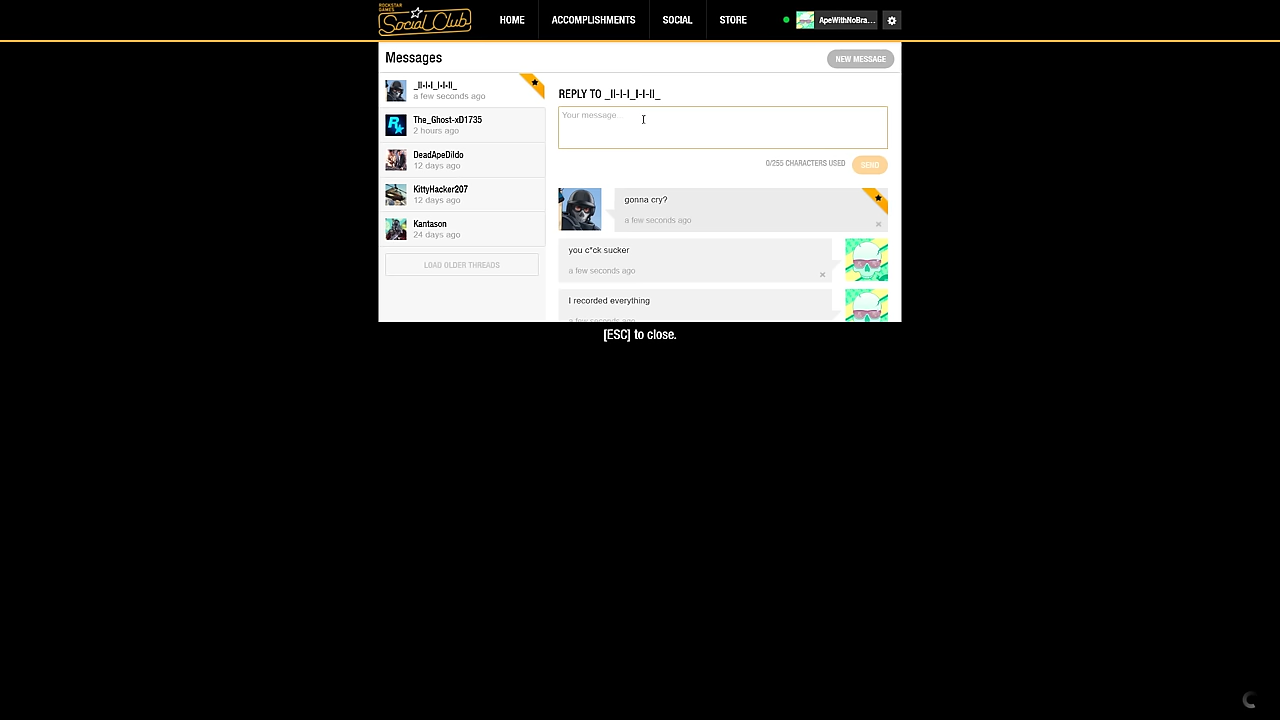 ROCKSTAR GAMES
Social Club
HOME
ACCOMPLISHMENTS
SOCIAL
STORE
ApeWithNoBra...
Messages
NEW MESSAGE
_II-I-I_I-I-II_
a few seconds ago
The_Ghost-xD1735
2 hours ago
DeadApeDildo
12 days ago
KittyHacker207
12 days ago
Kantason
24 days ago
LOAD OLDER THREADS
REPLY TO _II-I-I_I-I-II_
Your message...
0/255 CHARACTERS USED
SEND
gonna cry?
a few seconds ago
you c*ck sucker
a few seconds ago
I recorded everything
a few seconds ago
[ESC] to close.